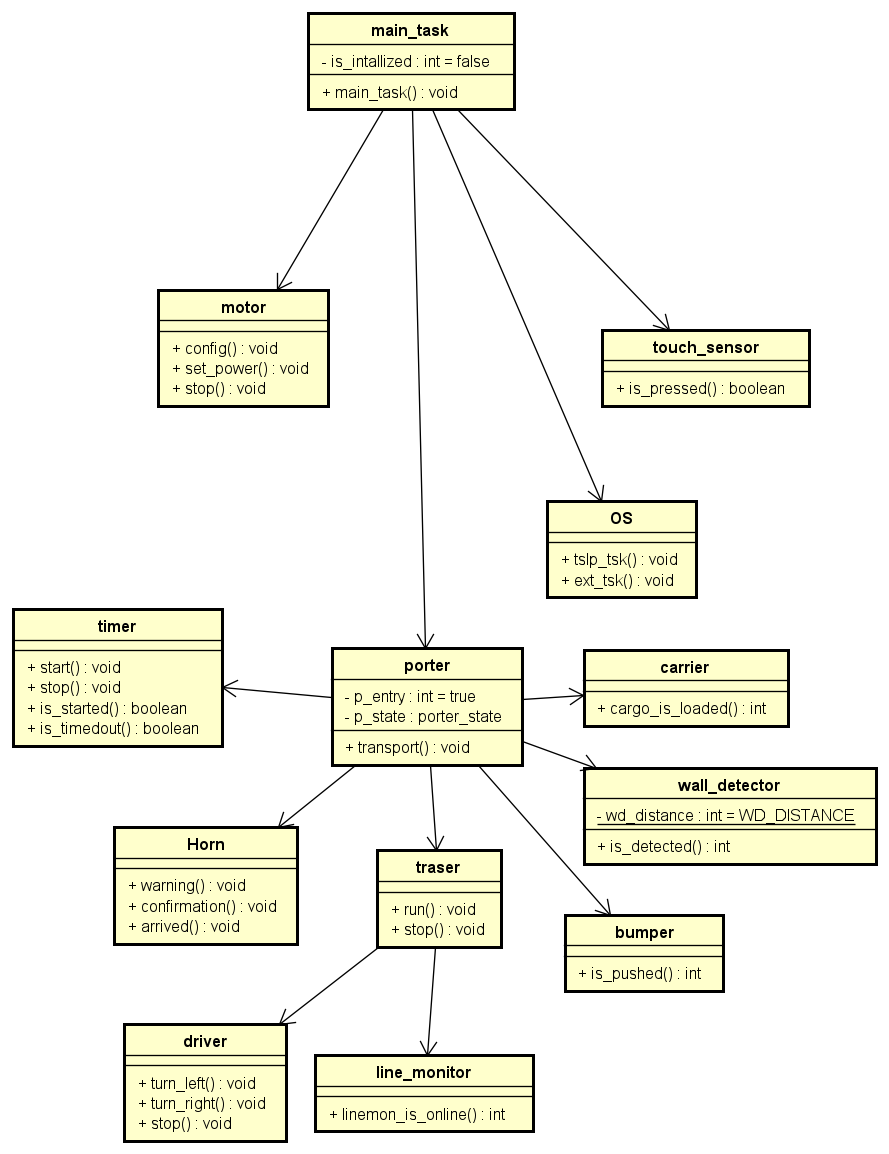 main_task
- is_intallized : int = false
+ main_task() : void
motor
+ config() : void
+ set_power() : void
+ stop() : void
touch_sensor
+ is_pressed() : boolean
OS
+ tslp_tsk() : void
+ ext_tsk() : void
timer
+ start() : void
+ stop() : void
+ is_started() : boolean
+ is_timedout() : boolean
porter
- p_entry : int = true
- p_state : porter_state
+ transport() : void
carrier
+ cargo_is_loaded() : int
wall_detector
- wd_distance : int = WD_DISTANCE
+ is_detected() : int
Horn
+ warning() : void
+ confirmation() : void
+ arrived() : void
traser
+ run() : void
+ stop() : void
bumper
+ is_pushed() : int
driver
+ turn_left() : void
+ turn_right() : void
+ stop() : void
line_monitor
+ linemon_is_online() : int